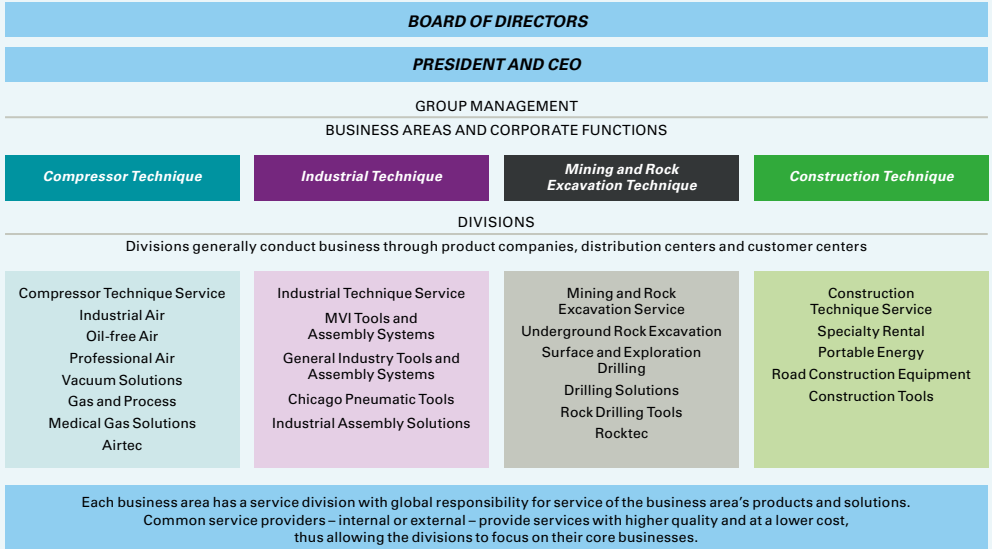 BOARD OF DIRECTORS
PRESIDENT AND CEO
GROUP MANAGEMENT
BUSINESS AREAS AND CORPORATE FUNCTIONS
Compressor Technique
Industrial Technique
Mining and Rock
Excavation Technique
Construction Technique
DIVISIONS
Divisions generally conduct business through product companies, distribution centers and customer centers
Compressor Technique Service
Industrial Air
Oil-free Air
Professional Air
Vacuum Solutions
Gas and Process
Medical Gas Solutions
Airtec
Industrial Technique Service
MVI Tools and
Assembly Systems
General Industry Tools and
Assembly Systems
Chicago Pneumatic Tools
Industrial Assembly Solutions
Mining and Rock
Excavation Service
Underground Rock Excavation
Surface and Exploration
Drilling
Drilling Solutions
Rock Drilling Tools
Rocktec
Construction
Technique Service
Specialty Rental
Portable Energy
Road Construction Equipment
Construction Tools
Each business area has a service division with global responsibility for service of the business area’s products and solutions.
Common service providers – internal or external – provide services with higher quality and at a lower cost,
thus allowing the divisions to focus on their core businesses.